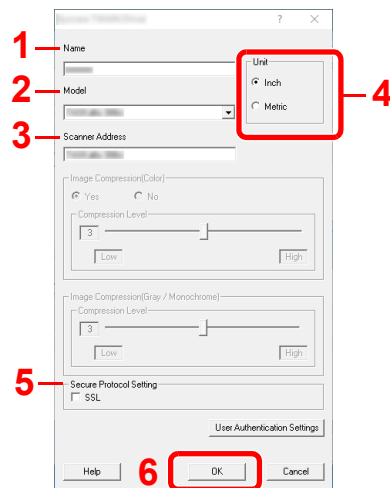 ? ×
1
Name
Unit
Inch
4
2
Model
Metric
3
Scanner Address
Image Compression(Color)
Yes No
Compression Level
3
Low High
Image Compression(Gray / Monochrome)
Compression Level
3
Low High
5
Secure Protocol Setting
SSL
User Authentication Settings
Help 6 OK Cancel